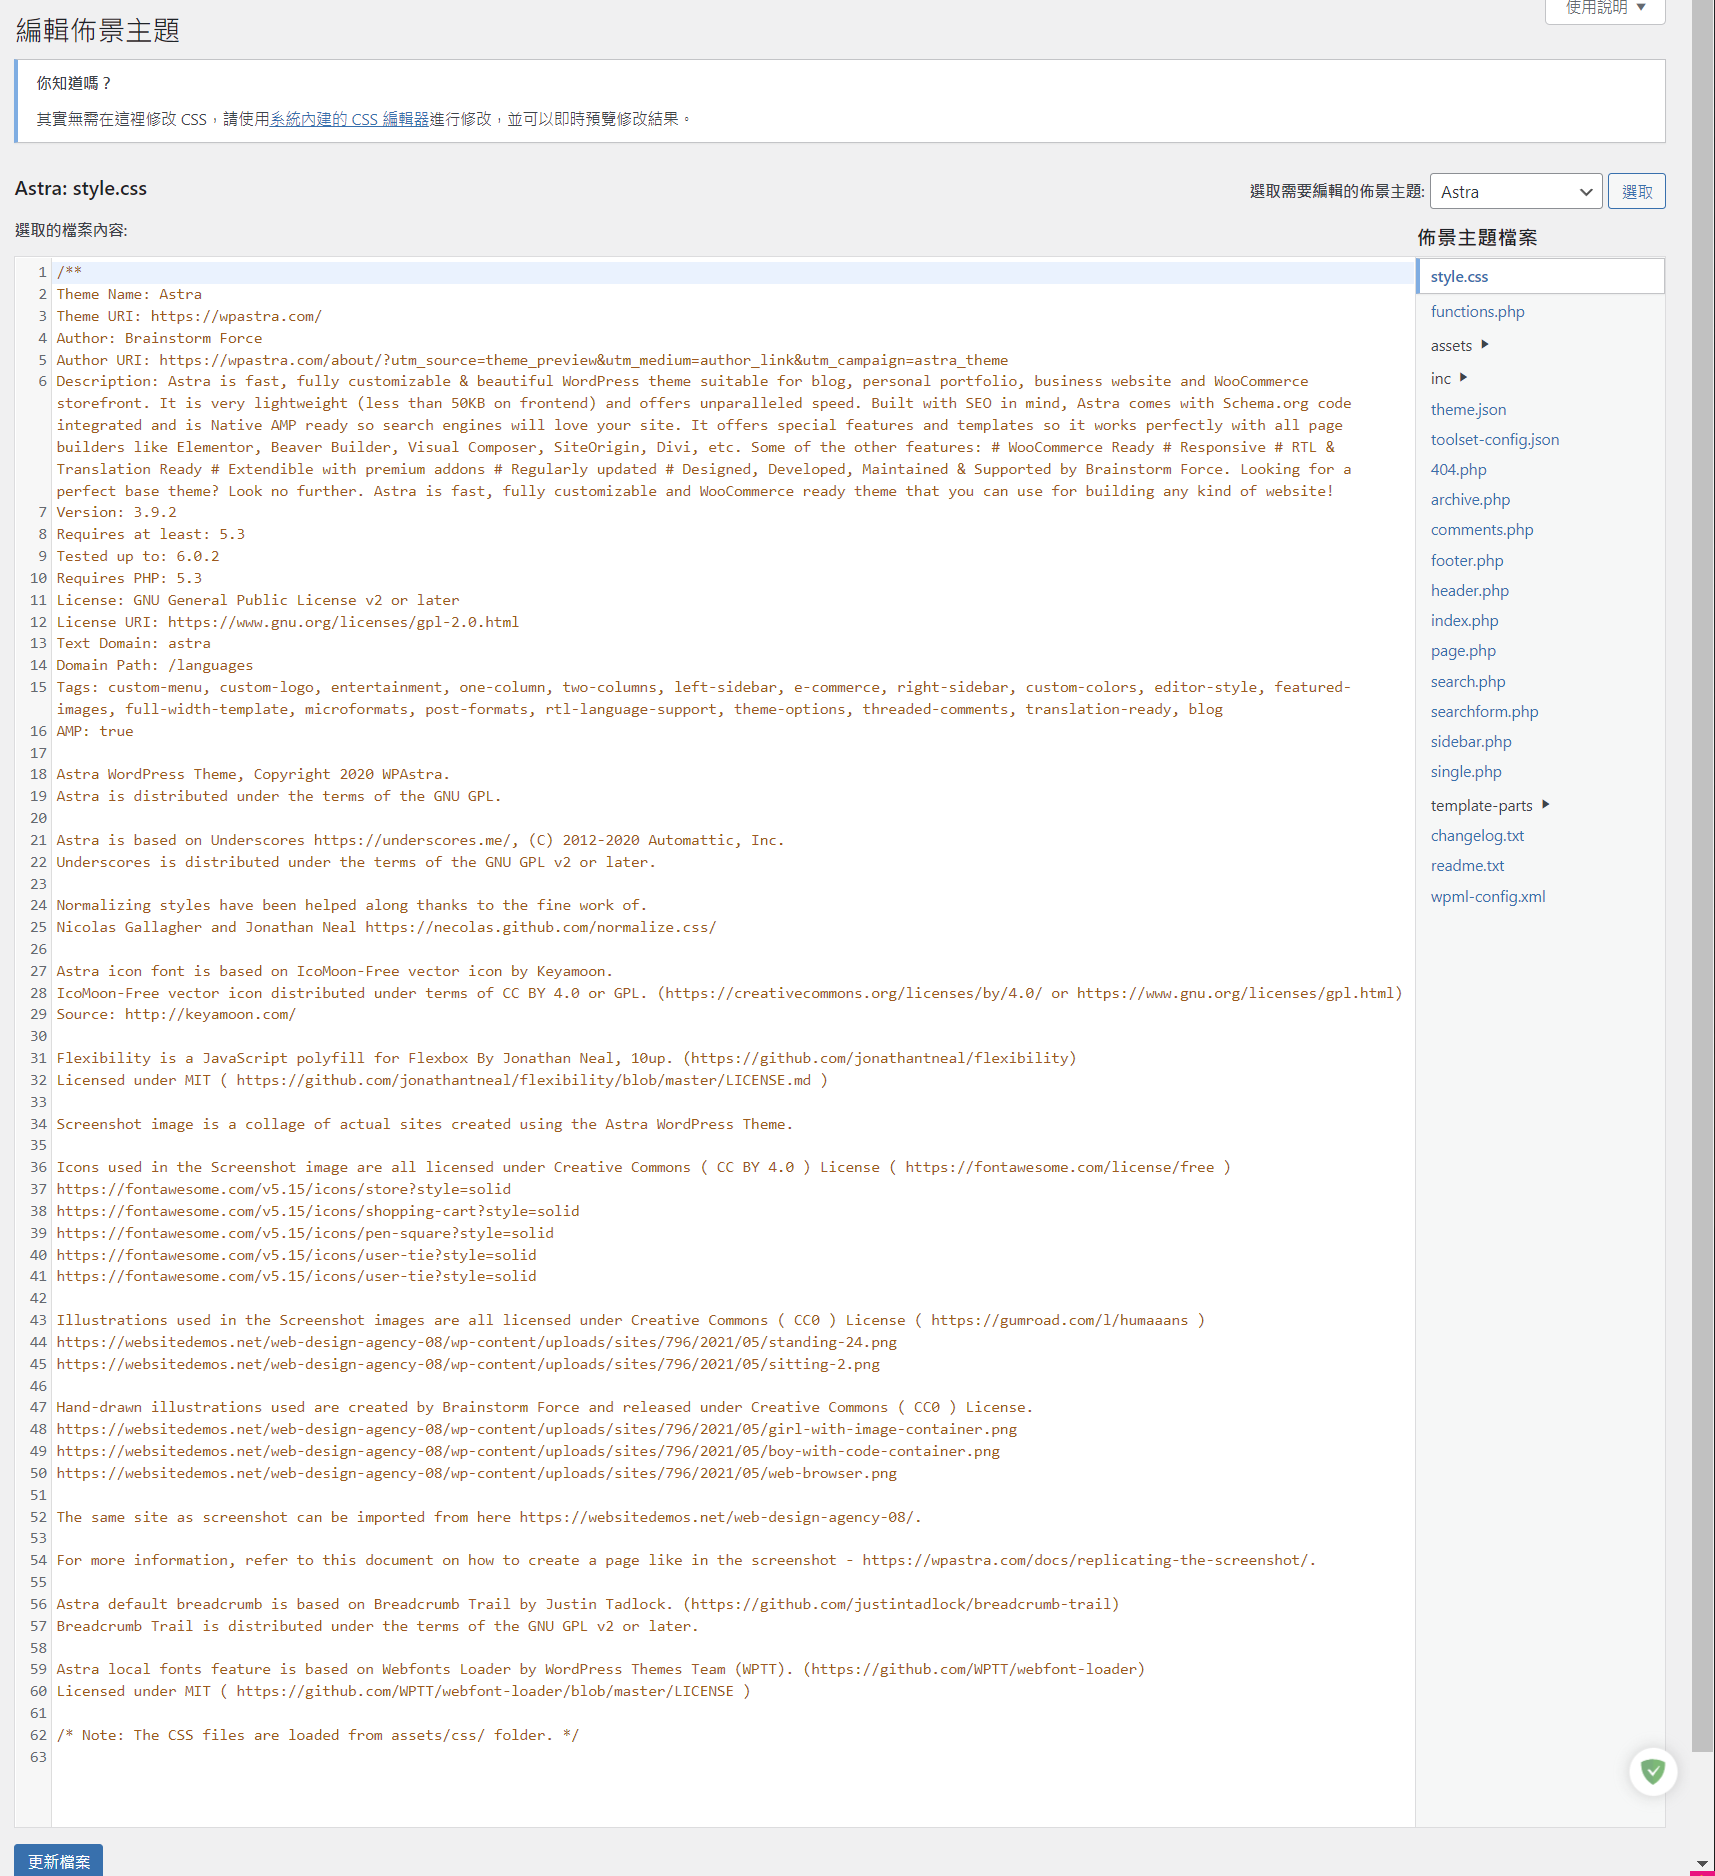 使用說明 ▼
編輯佈景主題
你知道嗎？
其實無需在這裡修改 CSS，請使用系統內建的 CSS 編輯器進行修改，並可以即時預覽修改結果。
Astra: style.css
選取需要編輯的佈景主題: Astra 選取
選取的檔案內容:
佈景主題檔案
1 /**
2 Theme Name: Astra
3 Theme URI: https://wpastra.com/
4 Author: Brainstorm Force
5 Author URI: https://wpastra.com/about/?utm_source=theme_preview&utm_medium=author_link&utm_campaign=astra_theme
6 Description: Astra is fast, fully customizable & beautiful WordPress theme suitable for blog, personal portfolio, business website and WooCommerce
storefront. It is very lightweight (less than 50KB on frontend) and offers unparalleled speed. Built with SEO in mind, Astra comes with Schema.org code
integrated and is Native AMP ready so search engines will love your site. It offers special features and templates so it works perfectly with all page
builders like Elementor, Beaver Builder, Visual Composer, SiteOrigin, Divi, etc. Some of the other features: # WooCommerce Ready # Responsive # RTL &
Translation Ready # Extendible with premium addons # Regularly updated # Designed, Developed, Maintained & Supported by Brainstorm Force. Looking for a
perfect base theme? Look no further. Astra is fast, fully customizable and WooCommerce ready theme that you can use for building any kind of website!
7 Version: 3.9.2
8 Requires at least: 5.3
9 Tested up to: 6.0.2
10 Requires PHP: 5.3
11 License: GNU General Public License v2 or later
12 License URI: https://www.gnu.org/licenses/gpl-2.0.html
13 Text Domain: astra
14 Domain Path: /languages
15 Tags: custom-menu, custom-logo, entertainment, one-column, two-columns, left-sidebar, e-commerce, right-sidebar, custom-colors, editor-style, featured-
images, full-width-template, microformats, post-formats, rtl-language-support, theme-options, threaded-comments, translation-ready, blog
16 AMP: true
17
18 Astra WordPress Theme, Copyright 2020 WPAstra.
19 Astra is distributed under the terms of the GNU GPL.
20
21 Astra is based on Underscores https://underscores.me/, (C) 2012-2020 Automattic, Inc.
22 Underscores is distributed under the terms of the GNU GPL v2 or later.
23
24 Normalizing styles have been helped along thanks to the fine work of.
25 Nicolas Gallagher and Jonathan Neal https://necolas.github.com/normalize.css/
26
27 Astra icon font is based on IcoMoon-Free vector icon by Keyamoon.
28 IcoMoon-Free vector icon distributed under terms of CC BY 4.0 or GPL. (https://creativecommons.org/licenses/by/4.0/ or https://www.gnu.org/licenses/gpl.html)
29 Source: http://keyamoon.com/
30
31 Flexibility is a JavaScript polyfill for Flexbox By Jonathan Neal, 10up. (https://github.com/jonathantneal/flexibility)
32 Licensed under MIT ( https://github.com/jonathantneal/flexibility/blob/master/LICENSE.md )
33
34 Screenshot image is a collage of actual sites created using the Astra WordPress Theme.
35
36 Icons used in the Screenshot image are all licensed under Creative Commons ( CC BY 4.0 ) License ( https://fontawesome.com/license/free )
37 https://fontawesome.com/v5.15/icons/store?style=solid
38 https://fontawesome.com/v5.15/icons/shopping-cart?style=solid
39 https://fontawesome.com/v5.15/icons/pen-square?style=solid
40 https://fontawesome.com/v5.15/icons/user-tie?style=solid
41 https://fontawesome.com/v5.15/icons/user-tie?style=solid
42
43 Illustrations used in the Screenshot images are all licensed under Creative Commons ( CC0 ) License ( https://gumroad.com/l/humaaans )
44 https://websitedemos.net/web-design-agency-08/wp-content/uploads/sites/796/2021/05/standing-24.png
45 https://websitedemos.net/web-design-agency-08/wp-content/uploads/sites/796/2021/05/sitting-2.png
46
47 Hand-drawn illustrations used are created by Brainstorm Force and released under Creative Commons ( CC0 ) License.
48 https://websitedemos.net/web-design-agency-08/wp-content/uploads/sites/796/2021/05/girl-with-image-container.png
49 https://websitedemos.net/web-design-agency-08/wp-content/uploads/sites/796/2021/05/boy-with-code-container.png
50 https://websitedemos.net/web-design-agency-08/wp-content/uploads/sites/796/2021/05/web-browser.png
51
52 The same site as screenshot can be imported from here https://websitedemos.net/web-design-agency-08/.
53
54 For more information, refer to this document on how to create a page like in the screenshot - https://wpastra.com/docs/replicating-the-screenshot/.
55
56 Astra default breadcrumb is based on Breadcrumb Trail by Justin Tadlock. (https://github.com/justintadlock/breadcrumb-trail)
57 Breadcrumb Trail is distributed under the terms of the GNU GPL v2 or later.
58
59 Astra local fonts feature is based on Webfonts Loader by WordPress Themes Team (WPTT). (https://github.com/WPTT/webfont-loader)
60 Licensed under MIT ( https://github.com/WPTT/webfont-loader/blob/master/LICENSE )
61
62 /* Note: The CSS files are loaded from assets/css/ folder. */
63
style.css
functions.php
assets ▶
inc ▶
theme.json
toolset-config.json
404.php
archive.php
comments.php
footer.php
header.php
index.php
page.php
search.php
searchform.php
sidebar.php
single.php
template-parts ▶
changelog.txt
readme.txt
wpml-config.xml
更新檔案